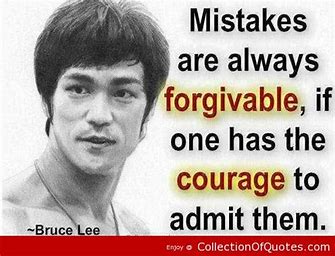 Mistakes
are always
forgivable, if
one has the
courage to
admit them.
~Bruce Lee
Enjoy @ CollectionOfQuotes.com